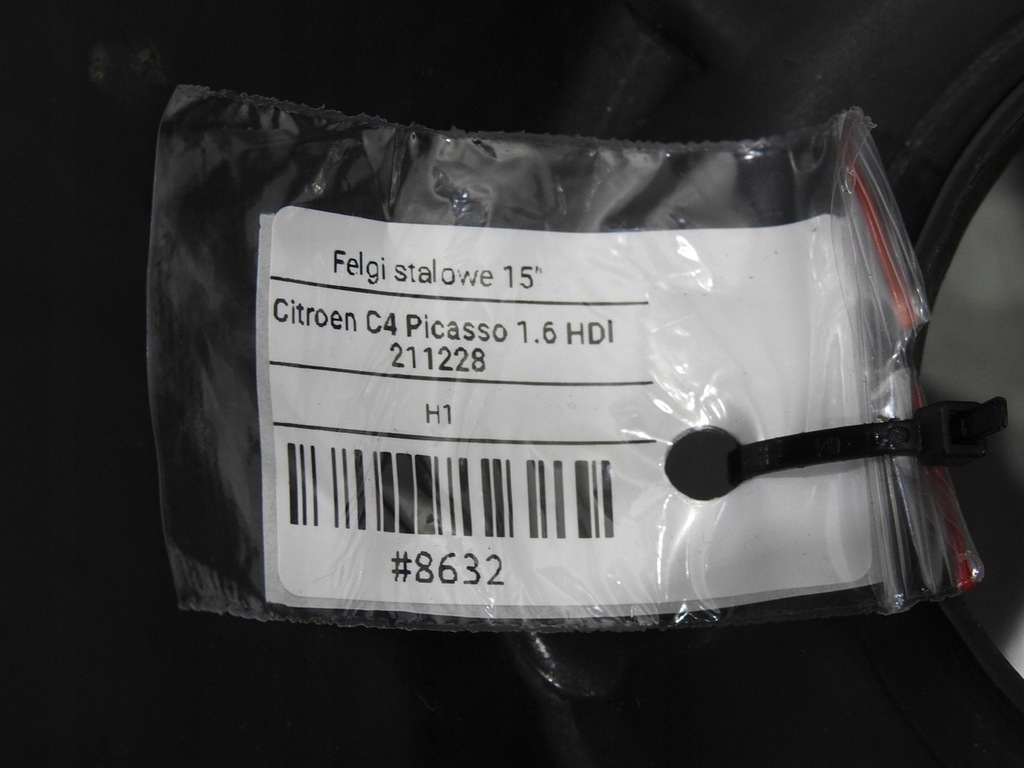 Felgi stalowe 15"
Citroen C4 Picasso 1.6 HDI
211228
H1
#8632